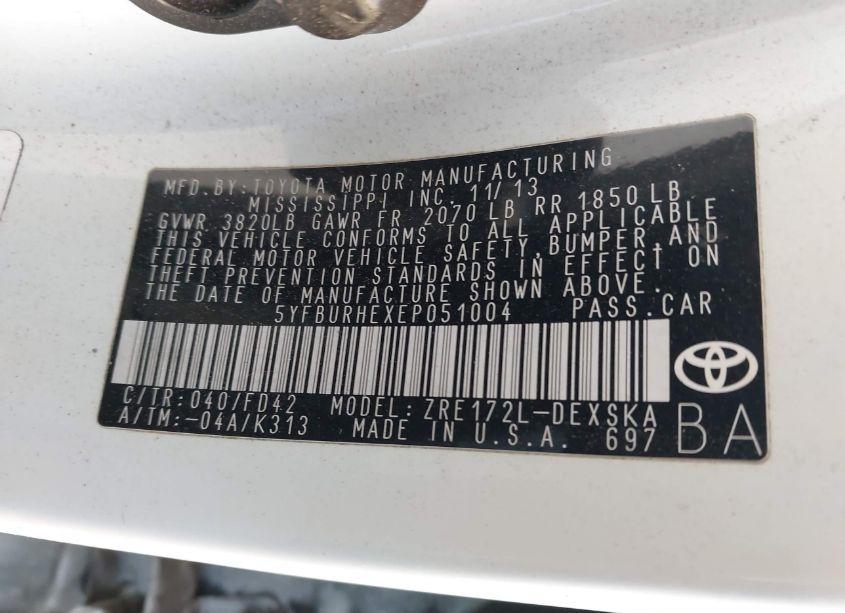 MFD.BY:TOYOTA MOTOR MANUFACTURING
MISSISSIPPI INC. 11/13
GVWR 3820LB GAWR FR 2070 LB RR 1850 LB
THIS VEHICLE CONFORMS TO ALL APPLICABLE
FEDERAL MOTOR VEHICLE SAFETY,BUMPER,AND
THEFT PREVENTION STANDARDS IN EFFECT ON
THE DATE OF MANUFACTURE SHOWN ABOVE.
5YFBURHEXEP051004 PASS.CAR
C/TR:040/FD42 MODEL:ZRE172L-DEXSKA
A/TM:-04A/K313 MADE IN U.S.A. 697 BA